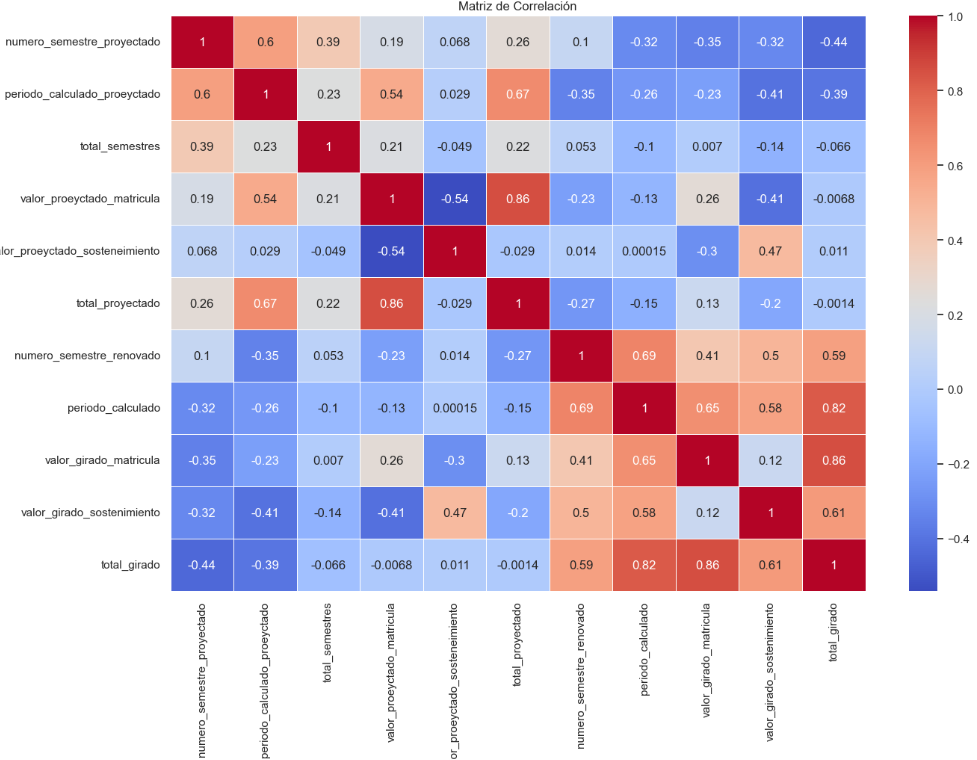 Matriz de Correlación
numero_semestre_proyectado 1 0.6 0.39 0.19 0.068 0.26 0.1 -0.32 -0.35 -0.32 -0.44
periodo_calculado_proeyctado 0.6 1 0.23 0.54 0.029 0.67 -0.35 -0.26 -0.23 -0.41 -0.39
total_semestres 0.39 0.23 1 0.21 -0.049 0.22 0.053 -0.1 0.007 -0.14 -0.066
valor_proeyctado_matricula 0.19 0.54 0.21 1 -0.54 0.86 -0.23 -0.13 0.26 -0.41 -0.0068
alor_proeyctado_sosteneimiento 0.068 0.029 -0.049 -0.54 1 -0.029 0.014 0.00015 -0.3 0.47 0.011
total_proyectado 0.26 0.67 0.22 0.86 -0.029 1 -0.27 -0.15 0.13 -0.2 -0.0014
numero_semestre_renovado 0.1 -0.35 0.053 -0.23 0.014 -0.27 1 0.69 0.41 0.5 0.59
periodo_calculado -0.32 -0.26 -0.1 -0.13 0.00015 -0.15 0.69 1 0.65 0.58 0.82
valor_girado_matricula -0.35 -0.23 0.007 0.26 -0.3 0.13 0.41 0.65 1 0.12 0.86
valor_girado_sostenimiento -0.32 -0.41 -0.14 -0.41 0.47 -0.2 0.5 0.58 0.12 1 0.61
total_girado -0.44 -0.39 -0.066 -0.0068 0.011 -0.0014 0.59 0.82 0.86 0.61 1
numero_semestre_proyectado
periodo_calculado_proeyctado
total_semestres
valor_proeyctado_matricula
or_proeyctado_sosteneimiento
total_proyectado
numero_semestre_renovado
periodo_calculado
valor_girado_matricula
valor_girado_sostenimiento
total_girado
1.0
0.8
0.6
0.4
0.2
0.0
−0.2
−0.4